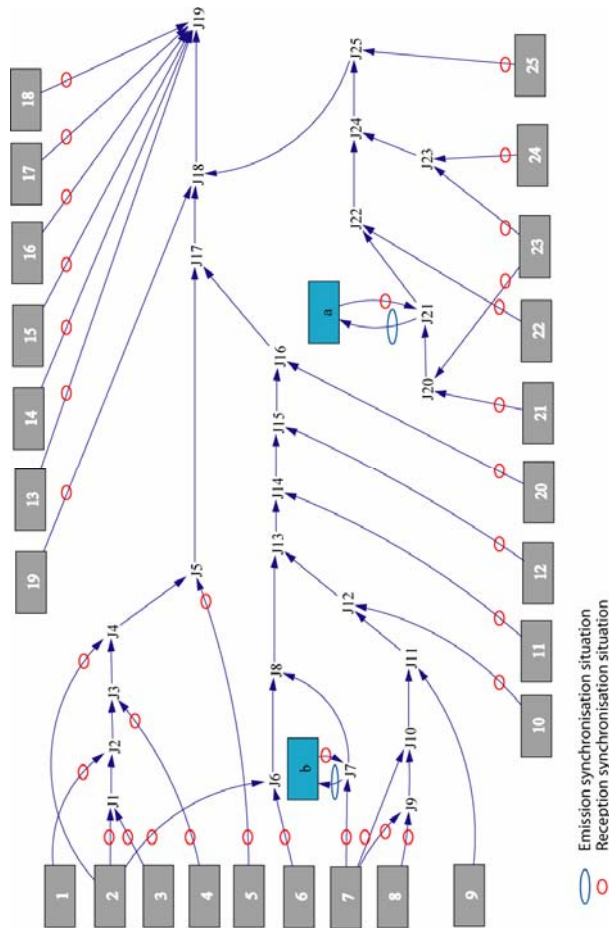 1
2
3
4
5
6
7
8
9
J1
J2
J3
J4
J5
J6
b
J7
J8
J9
J10
J11
J12
J13
J14
J15
J16
J17
J18
J19
19
13
14
15
16
17
18
a
J20
J21
J22
J23
J24
J25
10
11
12
20
21
22
23
24
25
Emission synchronisation situation
Reception synchronisation situation